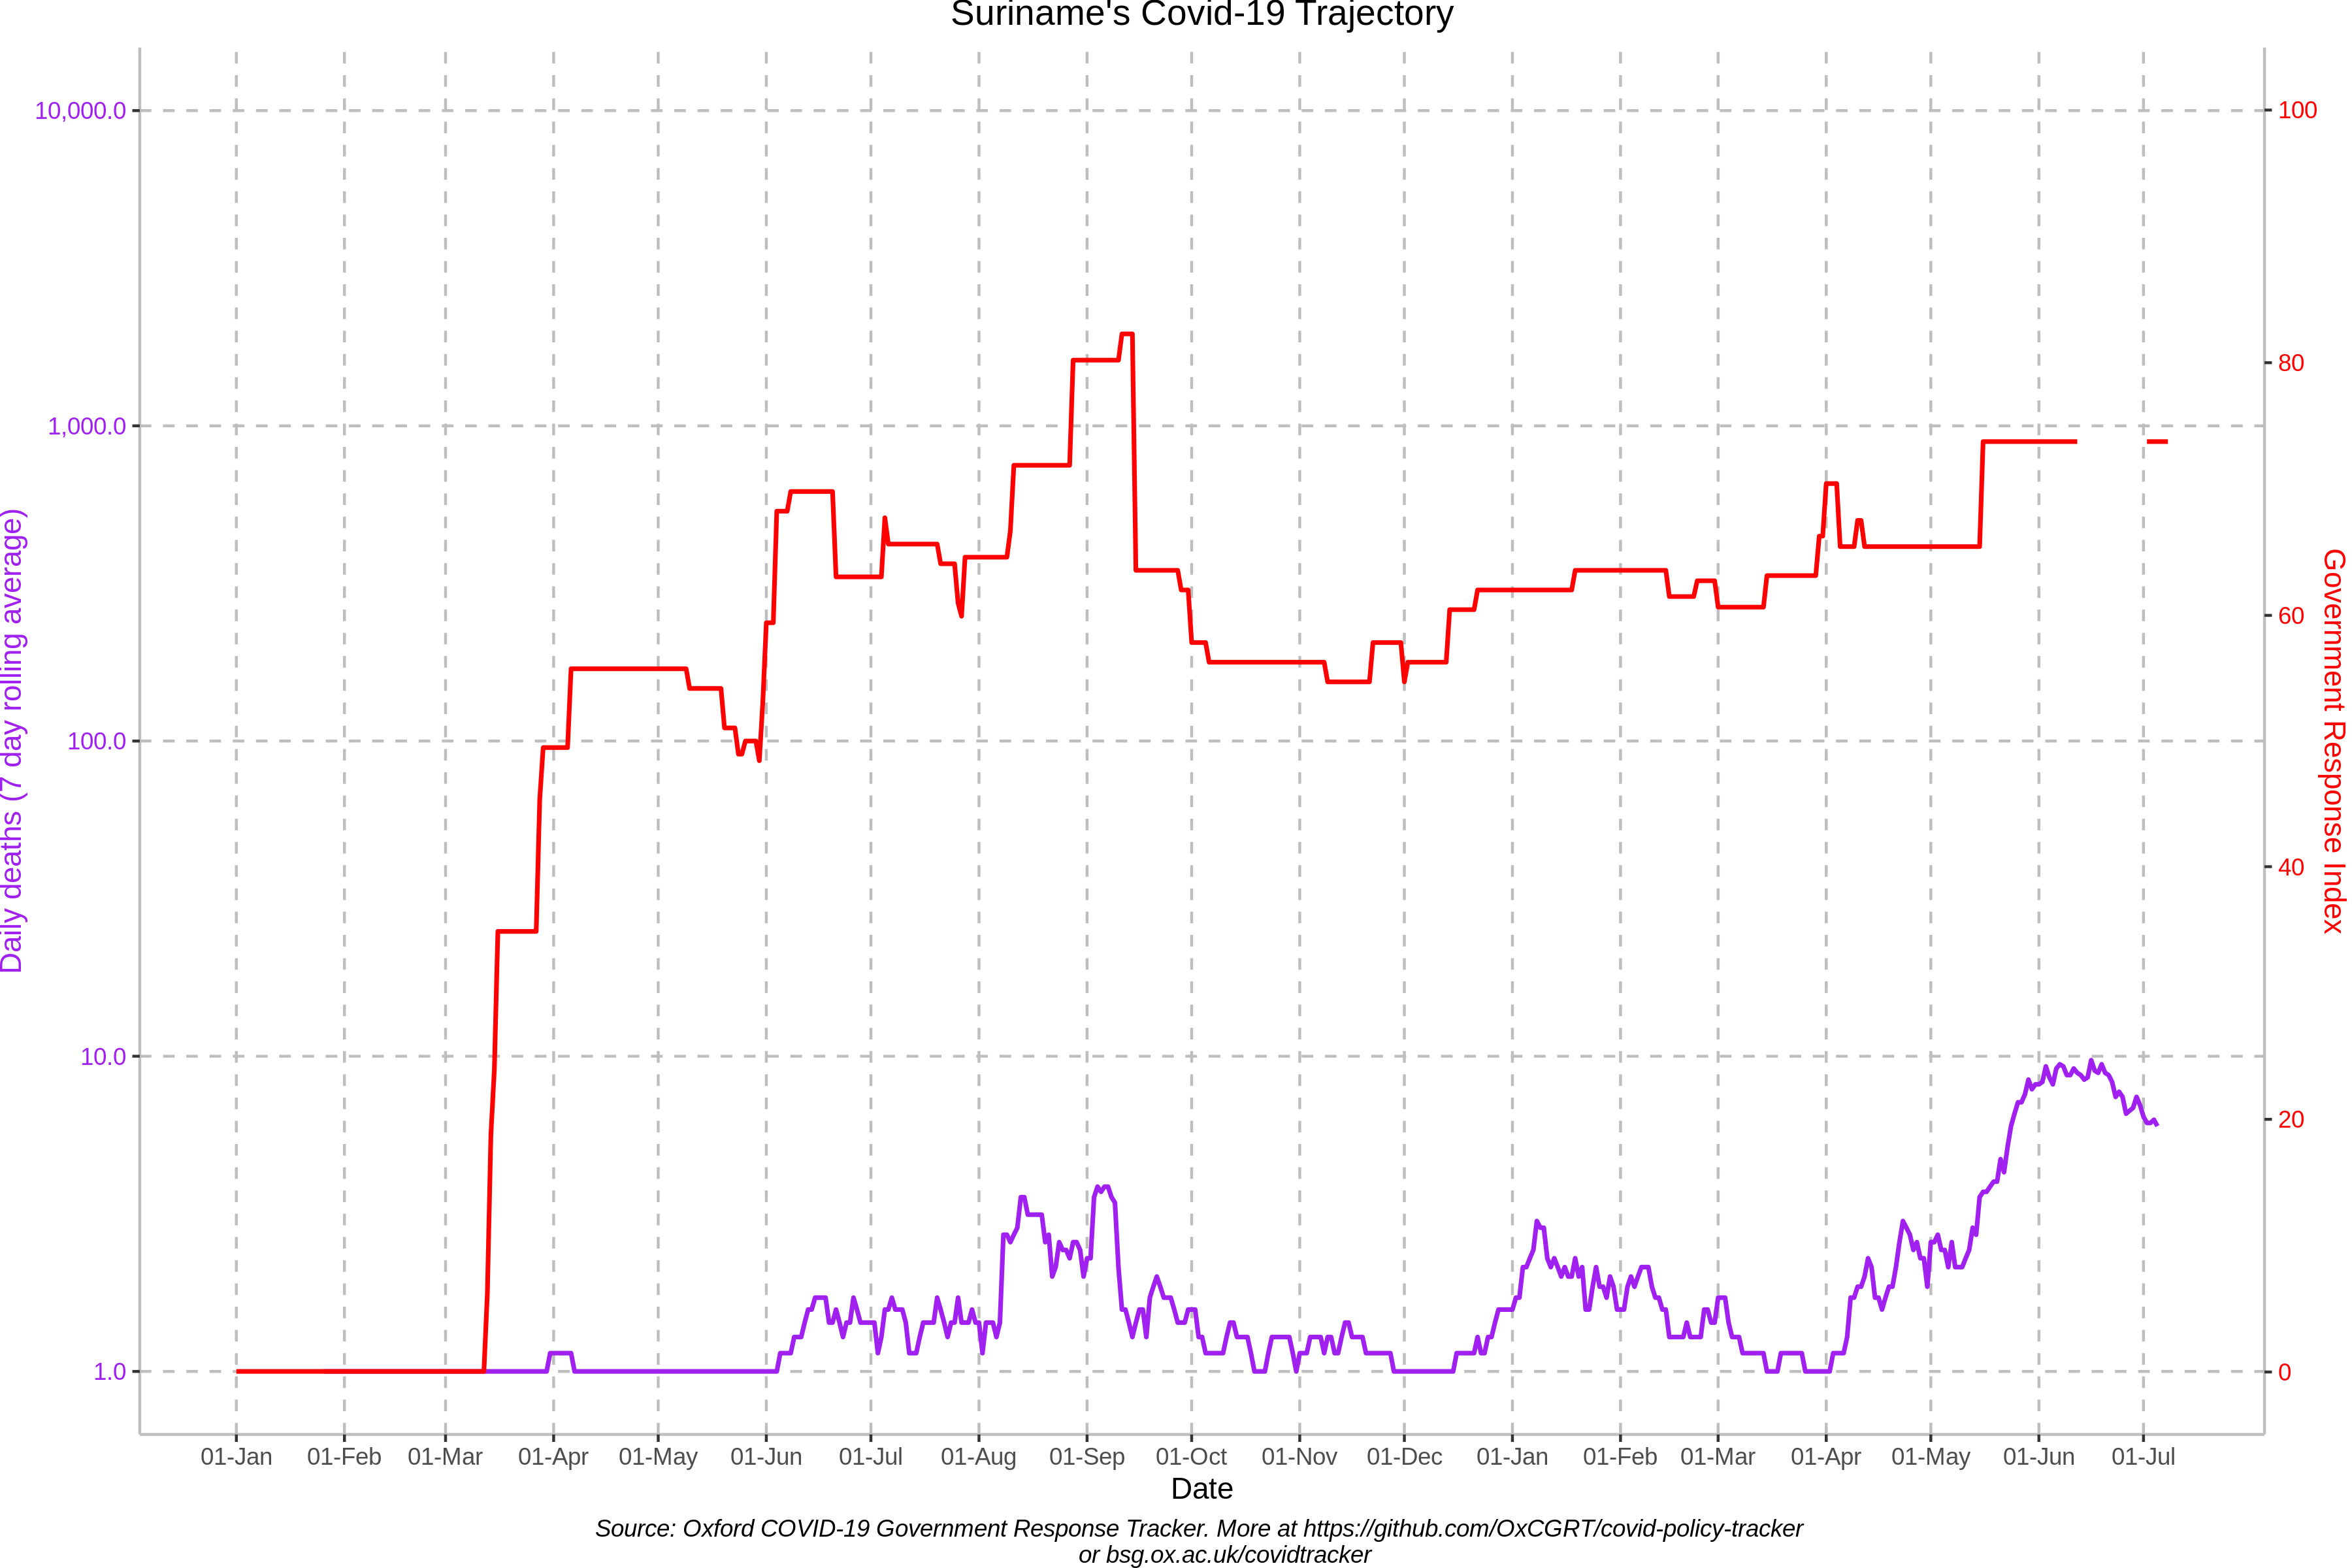 Suriname's Covid-19 Trajectory
10,000.0
1,000.0
100.0
10.0
1.0
Daily deaths (7 day rolling average)
100
80
60
40
20
0
Government Response Index
01-Jan 01-Feb 01-Mar 01-Apr 01-May 01-Jun 01-Jul 01-Aug 01-Sep 01-Oct 01-Nov 01-Dec 01-Jan 01-Feb 01-Mar 01-Apr 01-May 01-Jun 01-Jul
Date
Source: Oxford COVID-19 Government Response Tracker. More at https://github.com/OxCGRT/covid-policy-tracker
or bsg.ox.ac.uk/covidtracker